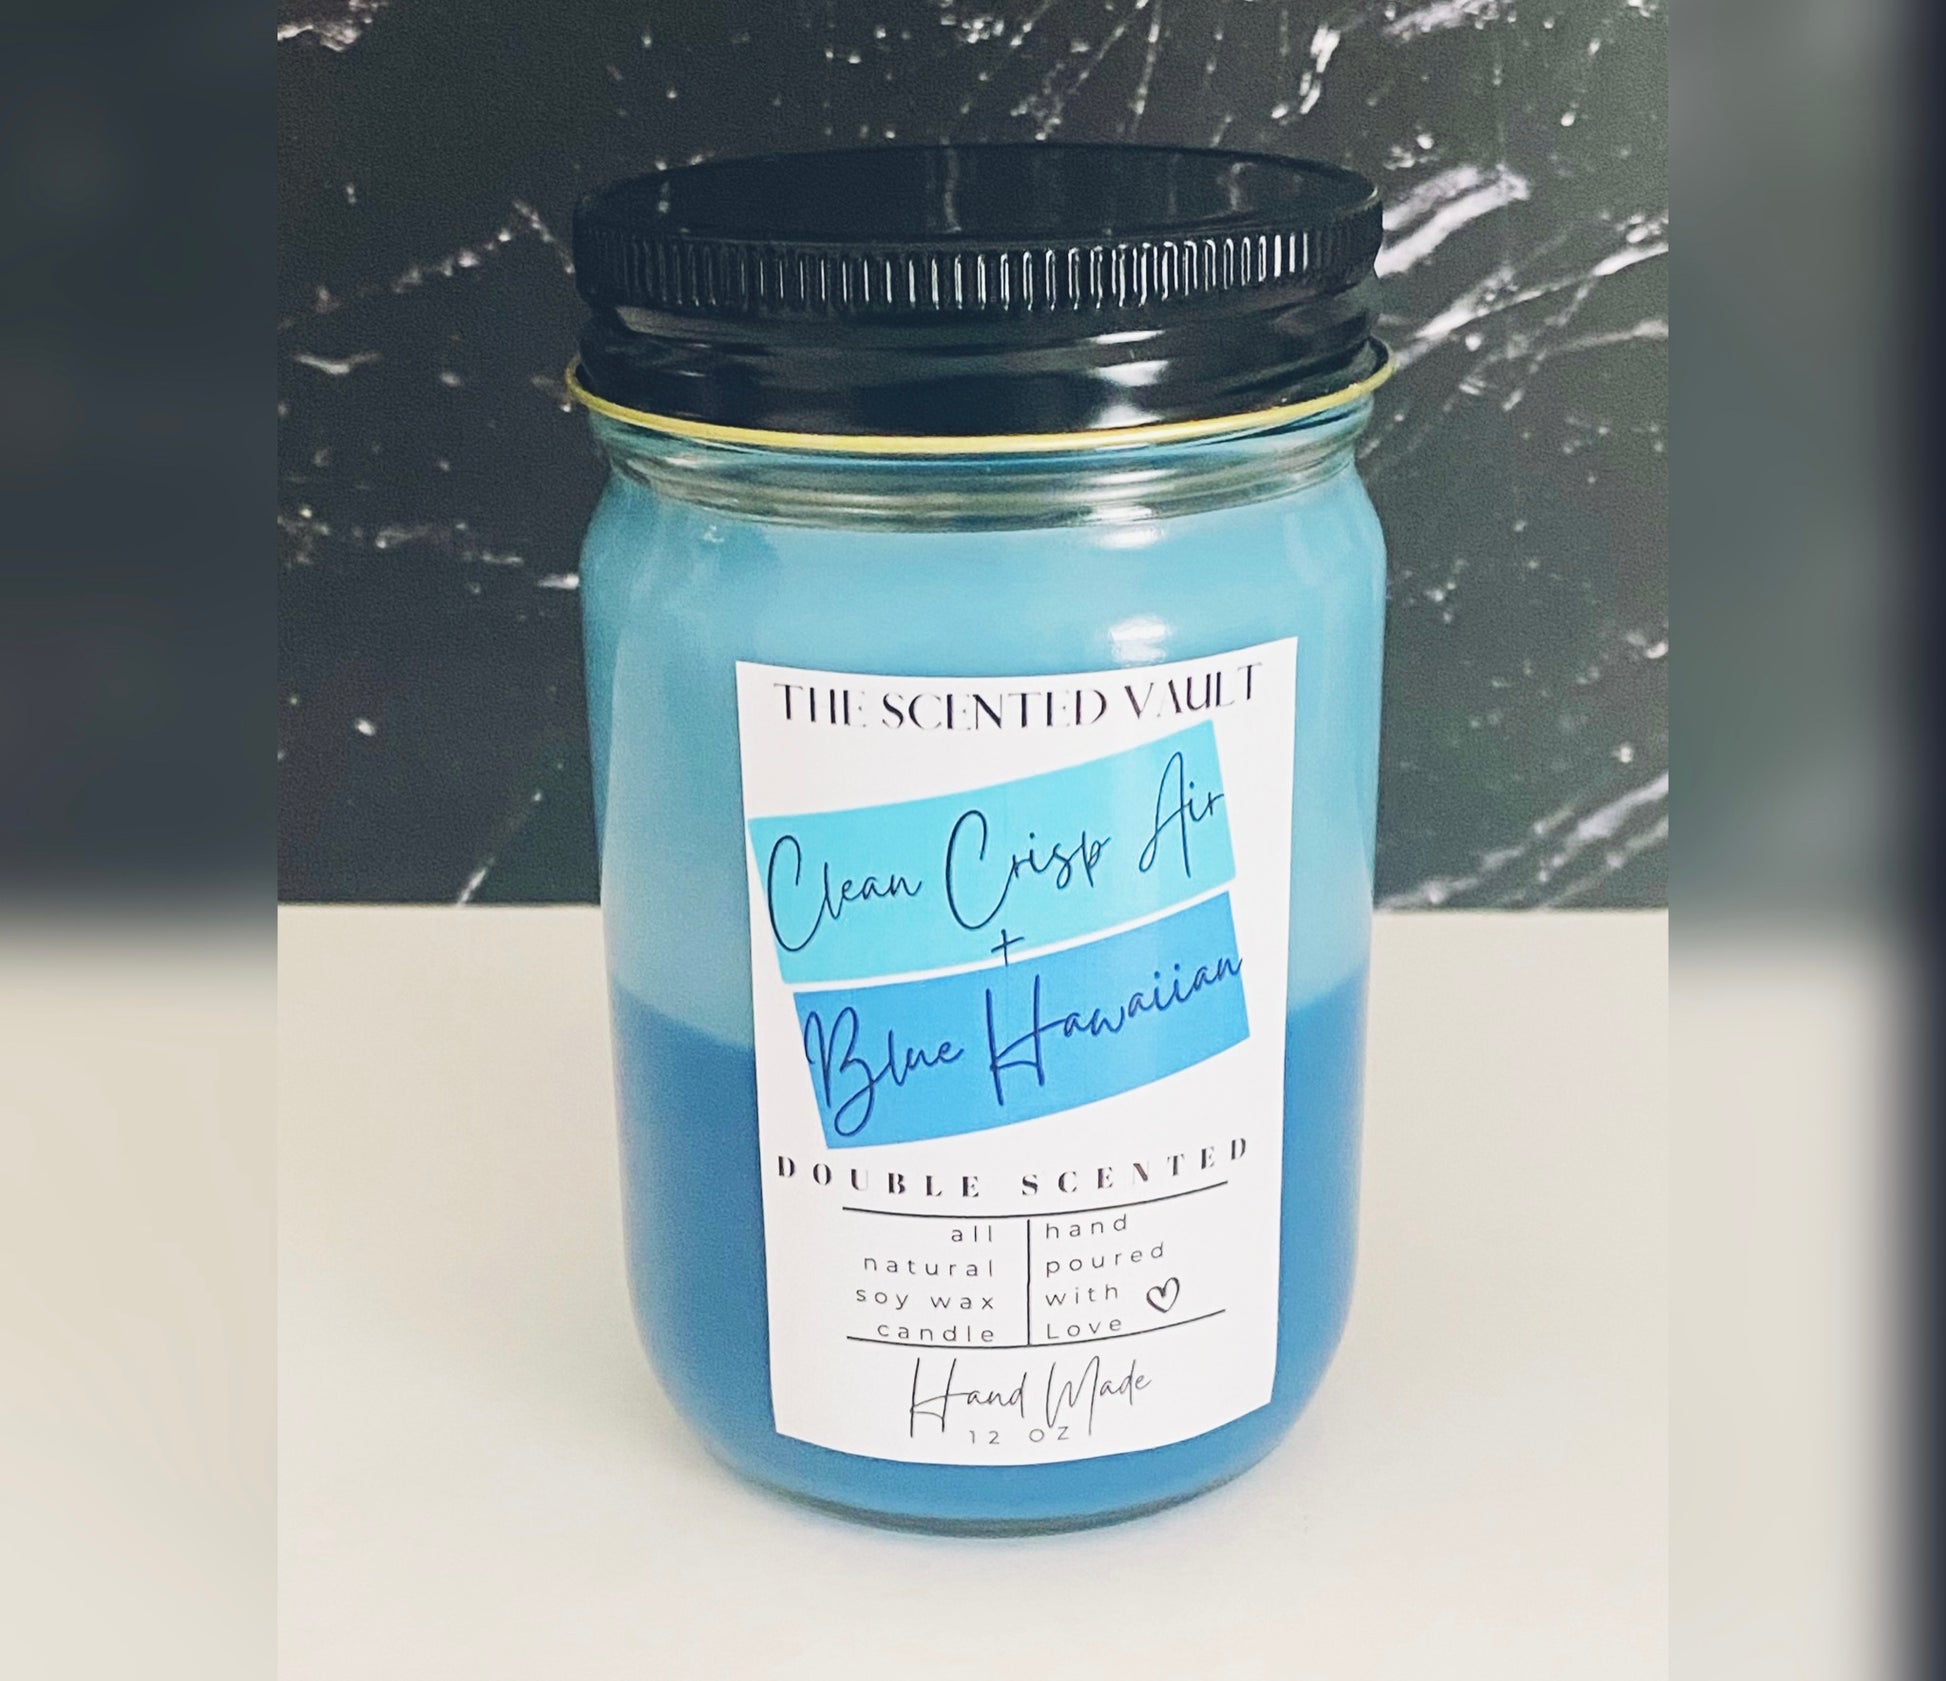 THE SCENTED VAULT
Clean Crisp Air
+
Blue Hawaiian
DOUBLE SCENTED
all
natural
soy wax
candle
hand
poured
with
Love
Hand Made
12 OZ